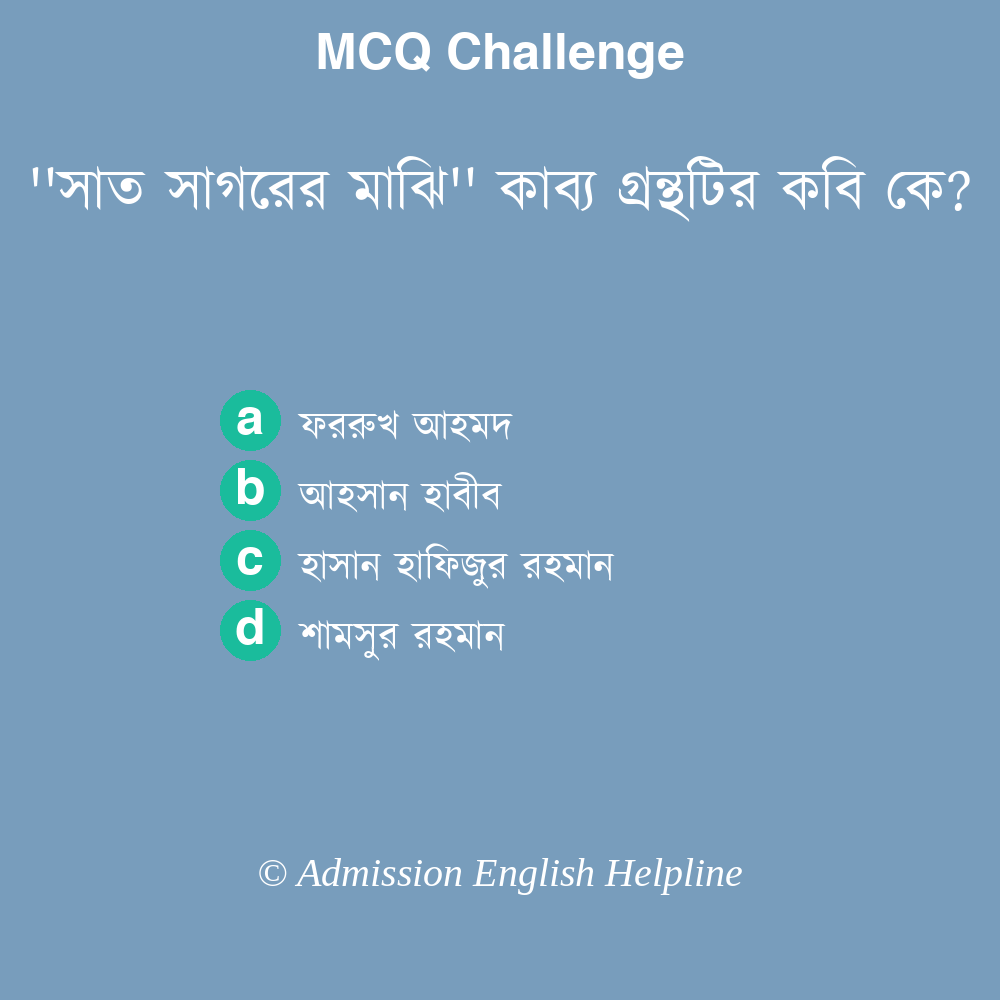 MCQ Challenge
''সাত সাগরের মাঝি'' কাব্য গ্রন্থটির কবি কে?
a ফররুখ আহমদ
b আহসান হাবীব
c হাসান হাফিজুর রহমান
d শামসুর রহমান
© Admission English Helpline